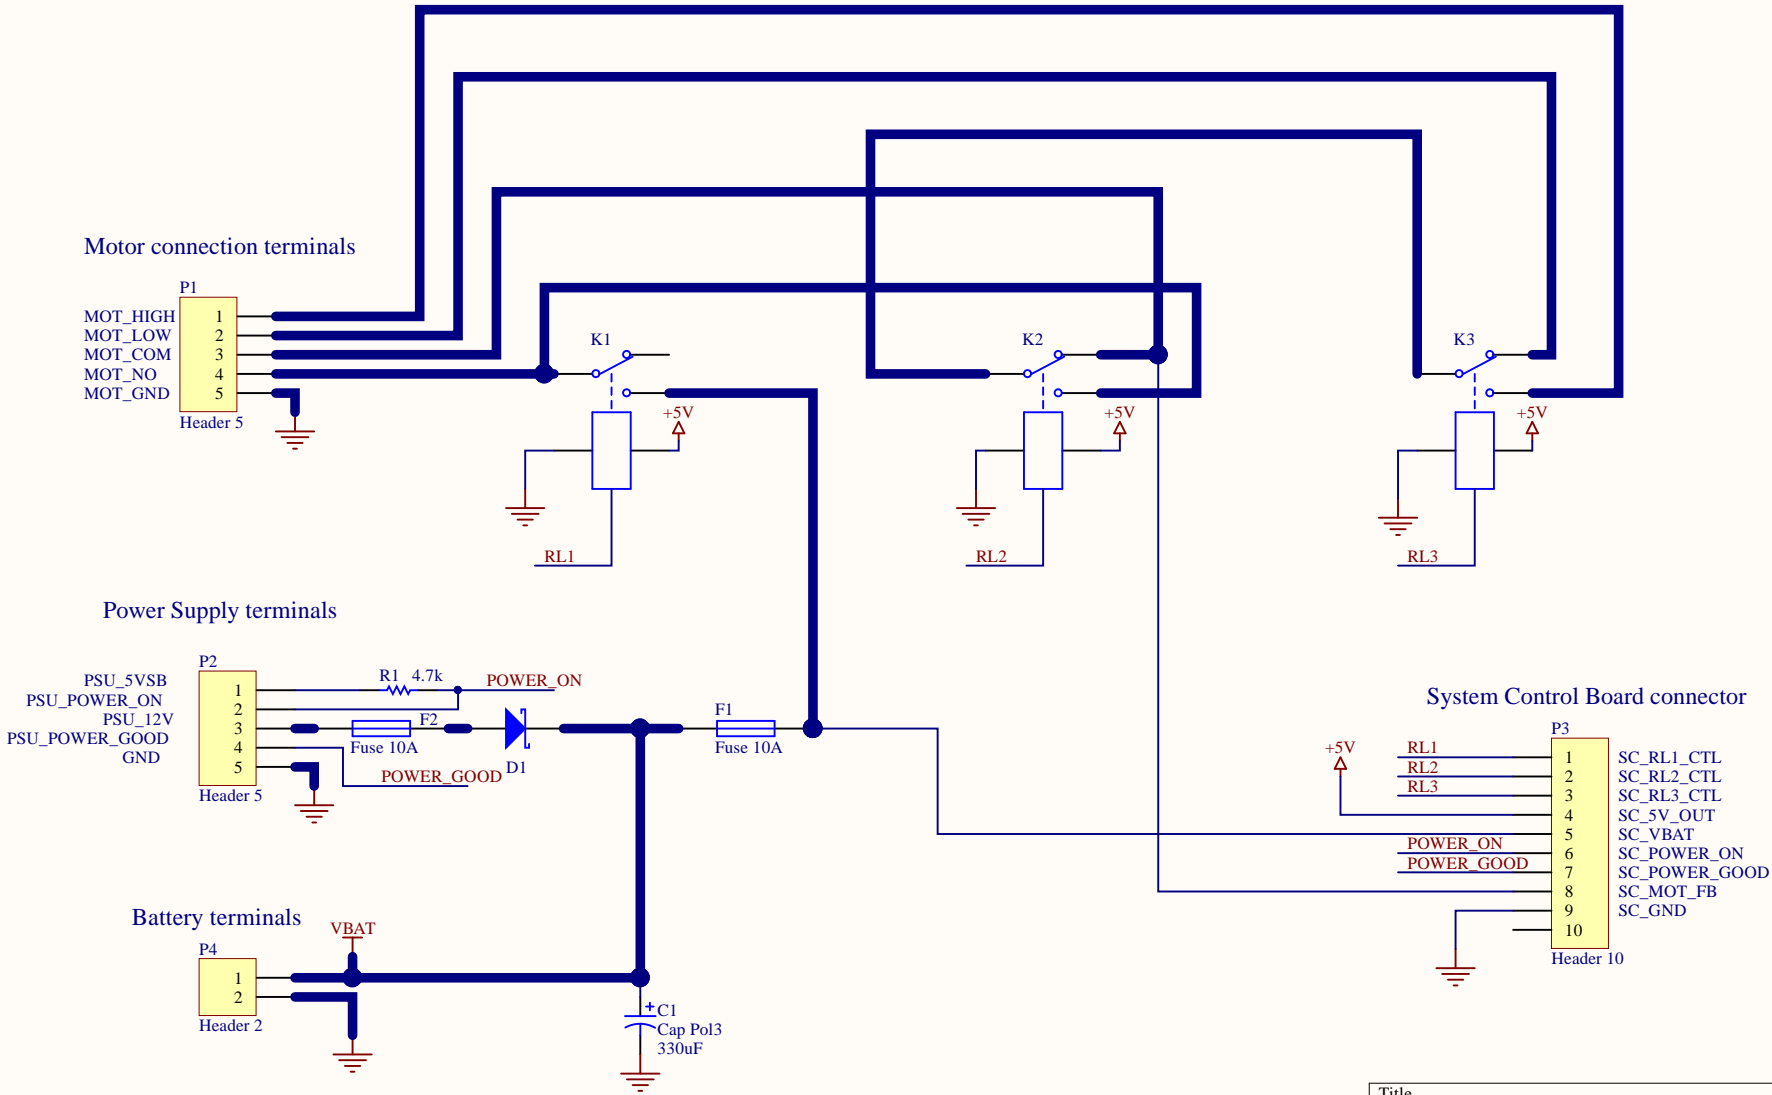 Motor connection terminals
P1
MOT_HIGH 1
MOT_LOW 2
MOT_COM 3
MOT_NO 4
MOT_GND 5
Header 5
K1
+5V
RL1
K2
+5V
RL2
K3
+5V
RL3
Power Supply terminals
P2
PSU_5VSB 1
PSU_POWER_ON 2
PSU_12V 3
PSU_POWER_GOOD 4
GND 5
Header 5
R1 4.7k
POWER_ON
F2
Fuse 10A
D1
POWER_GOOD
F1
Fuse 10A
System Control Board connector
P3
+5V
RL1 1 SC_RL1_CTL
RL2 2 SC_RL2_CTL
RL3 3 SC_RL3_CTL
4 SC_5V_OUT
5 SC_VBAT
POWER_ON 6 SC_POWER_ON
POWER_GOOD 7 SC_POWER_GOOD
8 SC_MOT_FB
9 SC_GND
10
Header 10
Battery terminals
VBAT
P4
1
2
Header 2
+
C1
Cap Pol3
330uF
Title